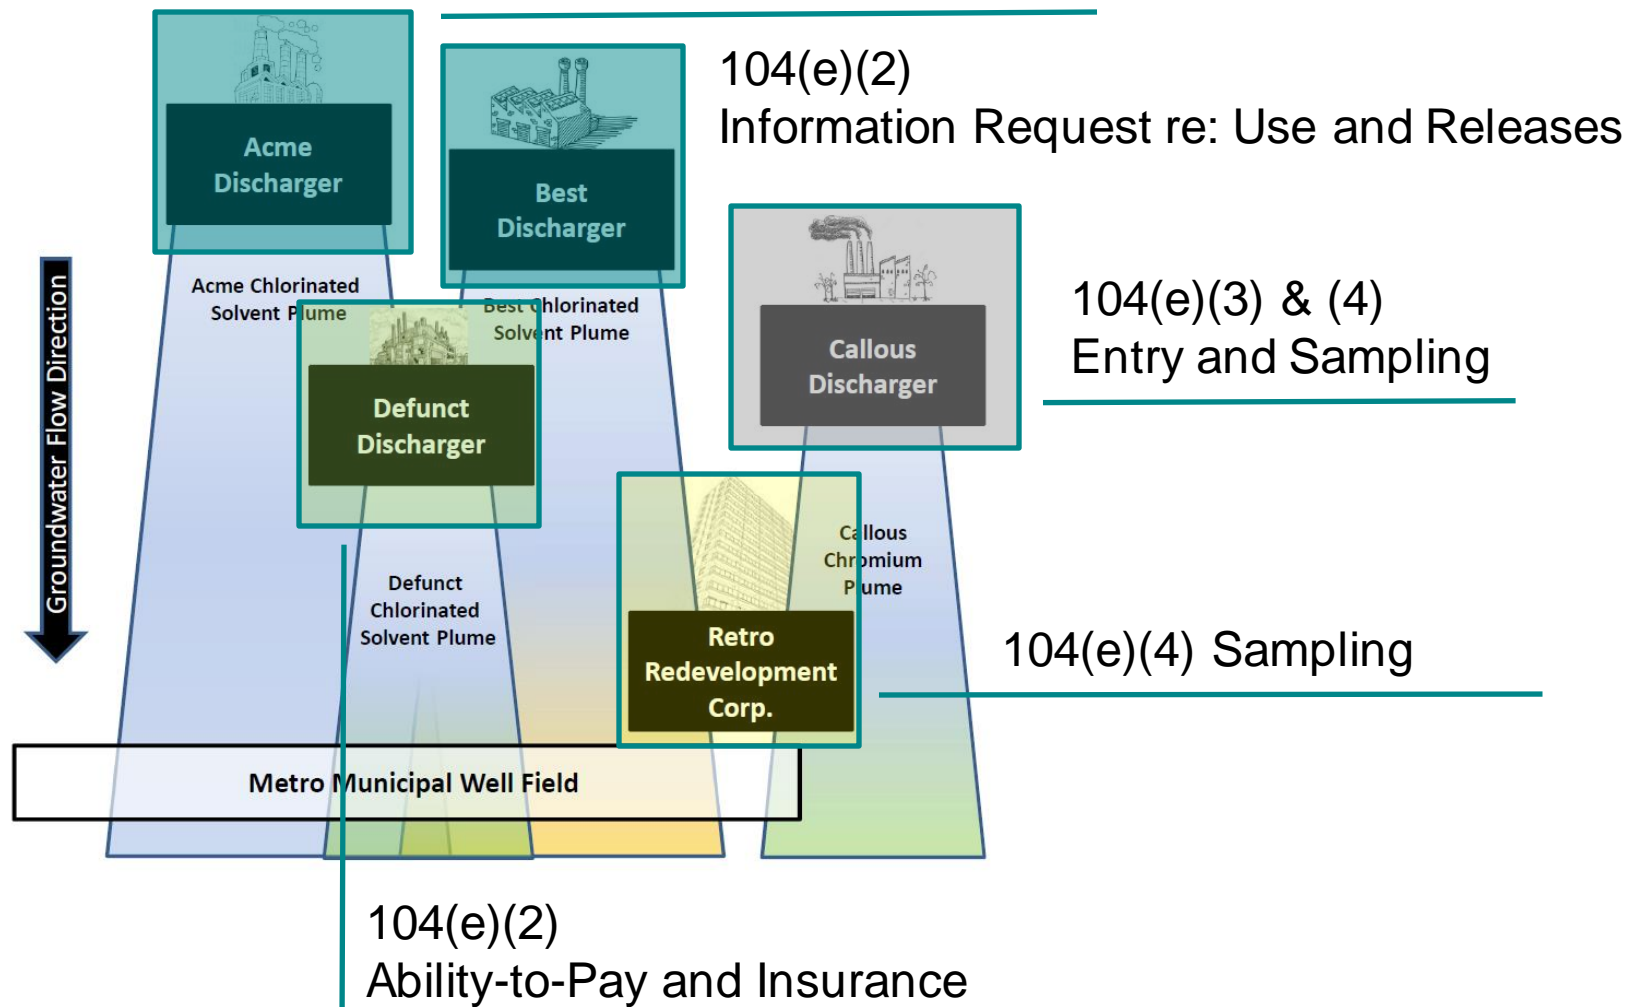 104(e)(2)
Information Request re: Use and Releases
Acme
Discharger
Best
Discharger
Acme Chlorinated
Solvent Plume
Best Chlorinated
Solvent Plume
Callous
Discharger
104(e)(3) & (4)
Entry and Sampling
Groundwater Flow Direction
Defunct
Discharger
Callous
Chromium
Plume
Defunct
Chlorinated
Solvent Plume
Retro
Redevelopment
Corp.
104(e)(4) Sampling
Metro Municipal Well Field
104(e)(2)
Ability-to-Pay and Insurance